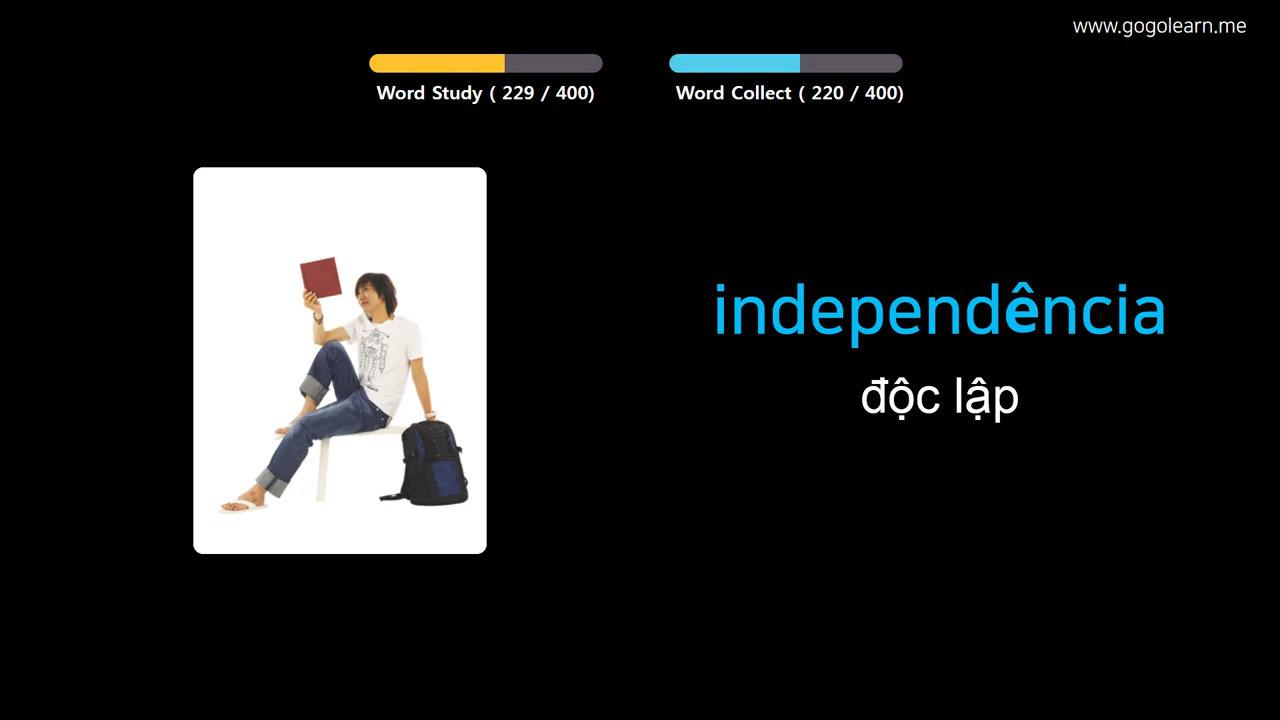 www.gogolearn.me
Word Study ( 229 / 400)
Word Collect ( 220 / 400)
independência
độc lập